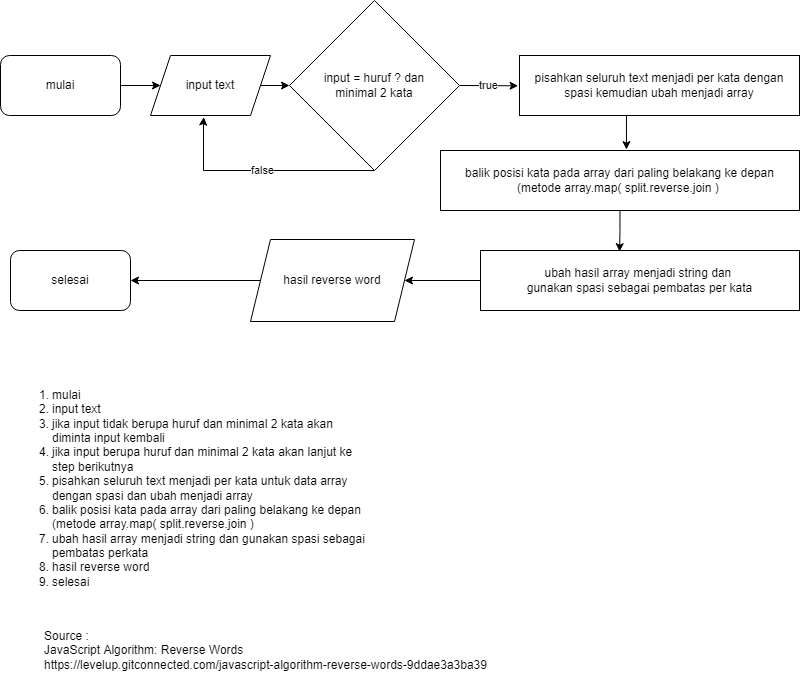 mulai
input text
input = huruf ? dan
minimal 2 kata
true
pisahkan seluruh text menjadi per kata dengan
spasi kemudian ubah menjadi array
false
balik posisi kata pada array dari paling belakang ke depan
(metode array.map( split.reverse.join )
ubah hasil array menjadi string dan
gunakan spasi sebagai pembatas per kata
hasil reverse word
selesai
1. mulai
2. input text
3. jika input tidak berupa huruf dan minimal 2 kata akan
diminta input kembali
4. jika input berupa huruf dan minimal 2 kata akan lanjut ke
step berikutnya
5. pisahkan seluruh text menjadi per kata untuk data array
dengan spasi dan ubah menjadi array
6. balik posisi kata pada array dari paling belakang ke depan
(metode array.map( split.reverse.join )
7. ubah hasil array menjadi string dan gunakan spasi sebagai
pembatas perkata
8. hasil reverse word
9. selesai
Source :
JavaScript Algorithm: Reverse Words
https://levelup.gitconnected.com/javascript-algorithm-reverse-words-9ddae3a3ba39